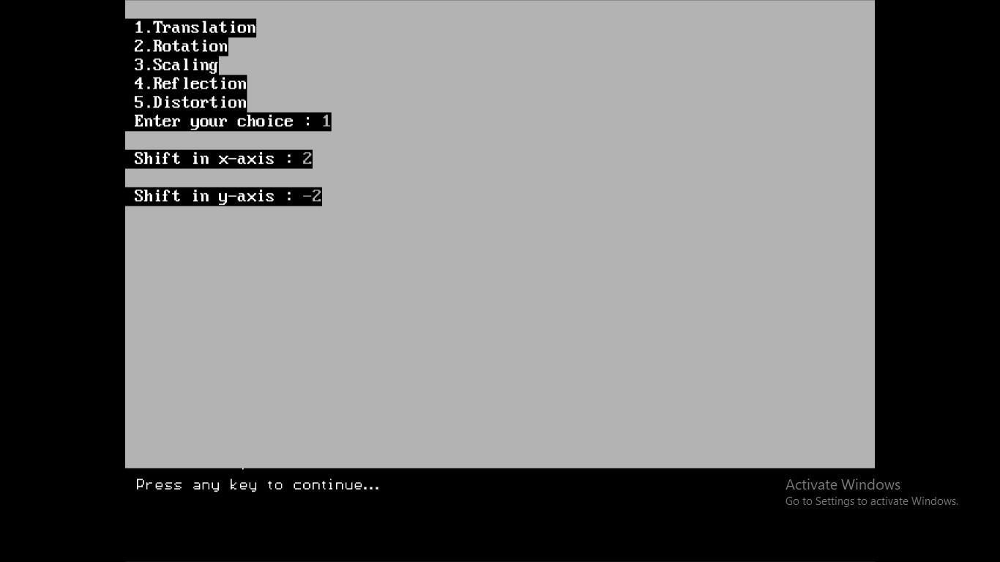 1.Translation
2.Rotation
3.Scaling
4.Reflection
5.Distortion
Enter your choice : 1
Shift in x-axis : 2
Shift in y-axis : -2
Press any key to continue...
Activate Windows
Go to Settings to activate Windows.